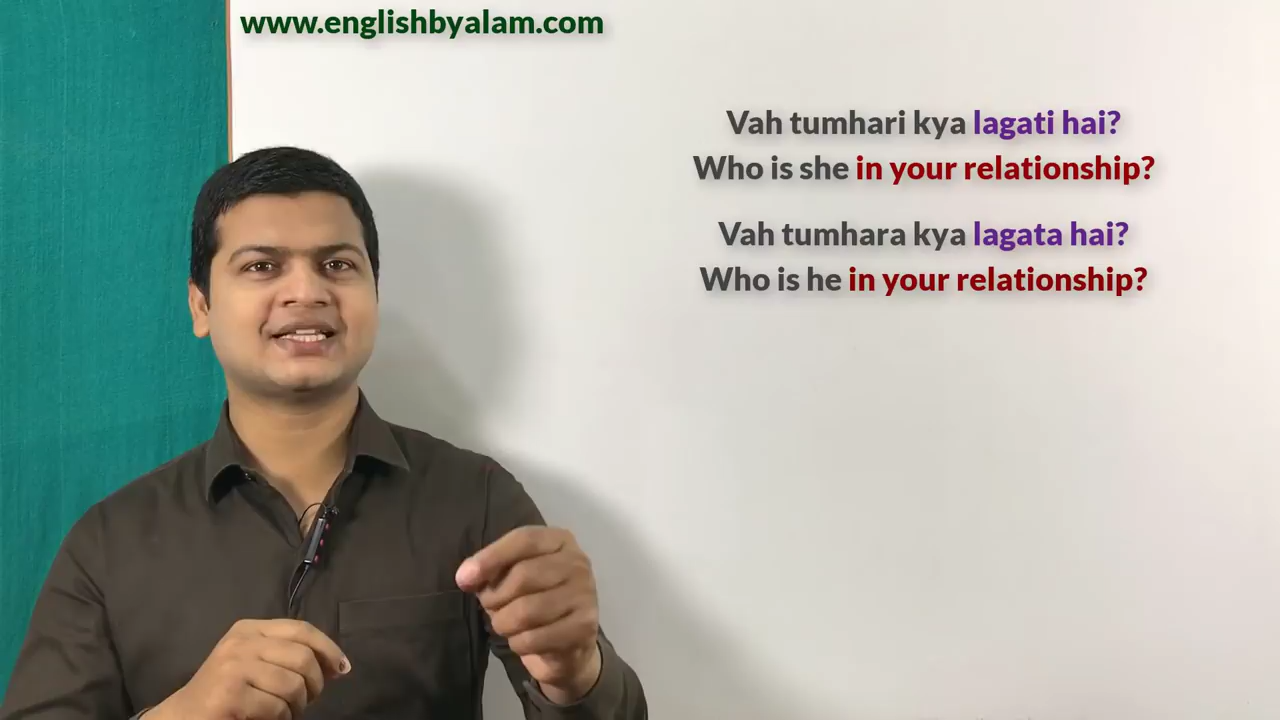 www.englishbyalam.com
Vah tumhari kya lagati hai?
Who is she in your relationship?
Vah tumhara kya lagata hai?
Who is he in your relationship?